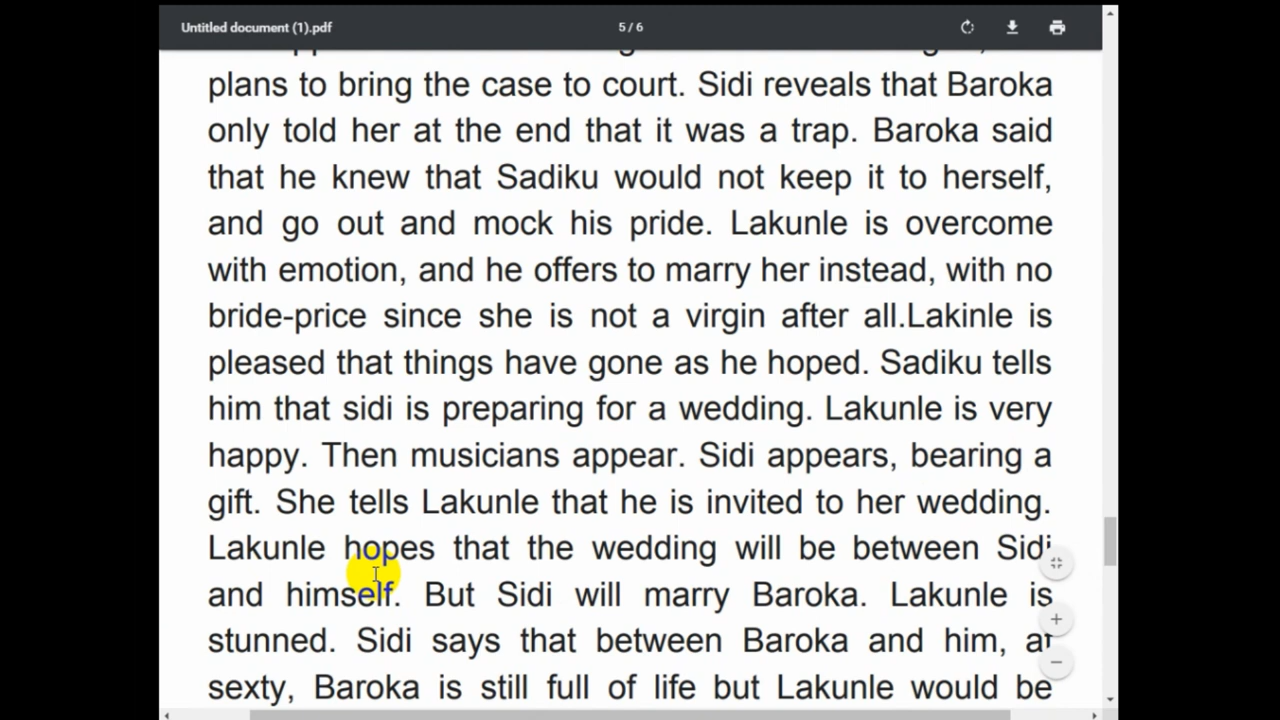 Untitled document (1).pdf
5 / 6
plans to bring the case to court. Sidi reveals that Baroka
only told her at the end that it was a trap. Baroka said
that he knew that Sadiku would not keep it to herself,
and go out and mock his pride. Lakunle is overcome
with emotion, and he offers to marry her instead, with no
bride-price since she is not a virgin after all.Lakinle is
pleased that things have gone as he hoped. Sadiku tells
him that sidi is preparing for a wedding. Lakunle is very
happy. Then musicians appear. Sidi appears, bearing a
gift. She tells Lakunle that he is invited to her wedding.
Lakunle hopes that the wedding will be between Sidi
and himself. But Sidi will marry Baroka. Lakunle is
stunned. Sidi says that between Baroka and him, at
sexty, Baroka is still full of life but Lakunle would be